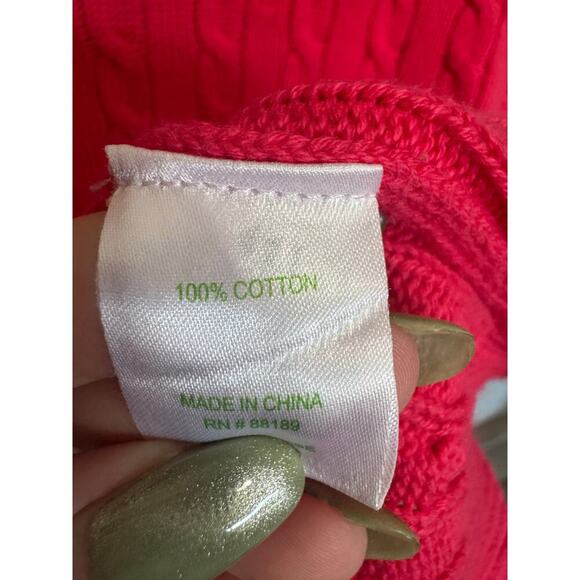 100% COTTON
MADE IN CHINA
RN # 88189